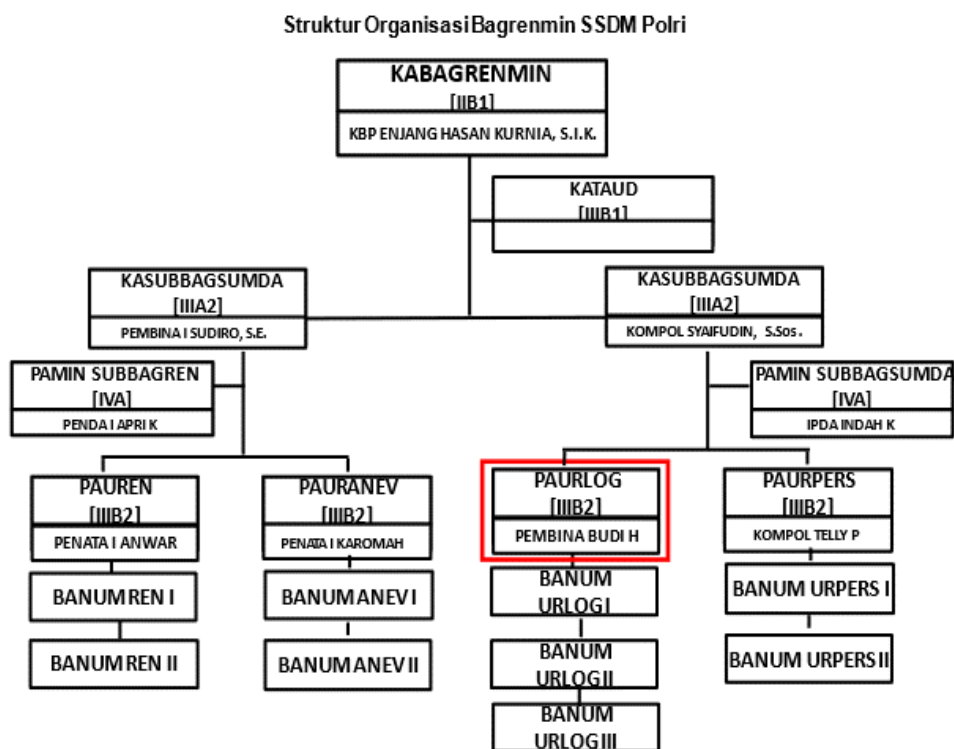 Struktur Organisasi Bagrenmin SSDM Polri
KABAGRENMIN
[IIB1]
KBP ENJANG HASAN KURNIA, S.I.K.
KATAUD
[IIIB1]
KASUBBAGSUMDA
[IIIA2]
PEMBINA I SUDIRO, S.E.
KASUBBAGSUMDA
[IIIA2]
KOMPOL SYAIFUDIN, S.Sos.
PAMIN SUBBAGREN
[IVA]
PENDA I APRI K
PAMIN SUBBAGSUMDA
[IVA]
IPDA INDAH K
PAUREN
[IIIB2]
PENATA I ANWAR
PAURANEV
[IIIB2]
PENATA I KAROMAH
PAURLOG
[IIIB2]
PEMBINA BUDI H
PAURPERS
[IIIB2]
KOMPOL TELLY P
BANUM REN I
BANUM REN II
BANUM ANEV I
BANUM ANEV II
BANUM
URLOG I
BANUM
URLOG II
BANUM
URLOG III
BANUM URPERS I
BANUM URPERS II